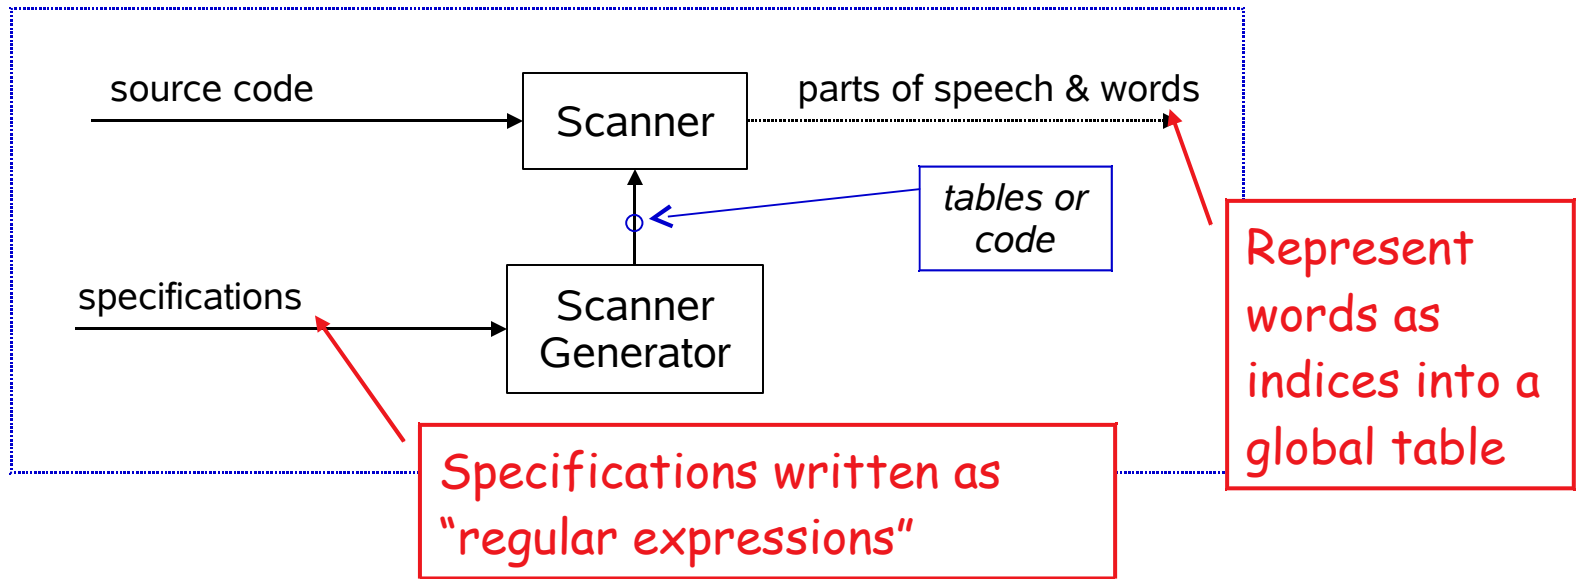 source code
Scanner
parts of speech & words
tables or
code
specifications
Scanner
Generator
Represent
words as
indices into a
global table
Specifications written as
“regular expressions”